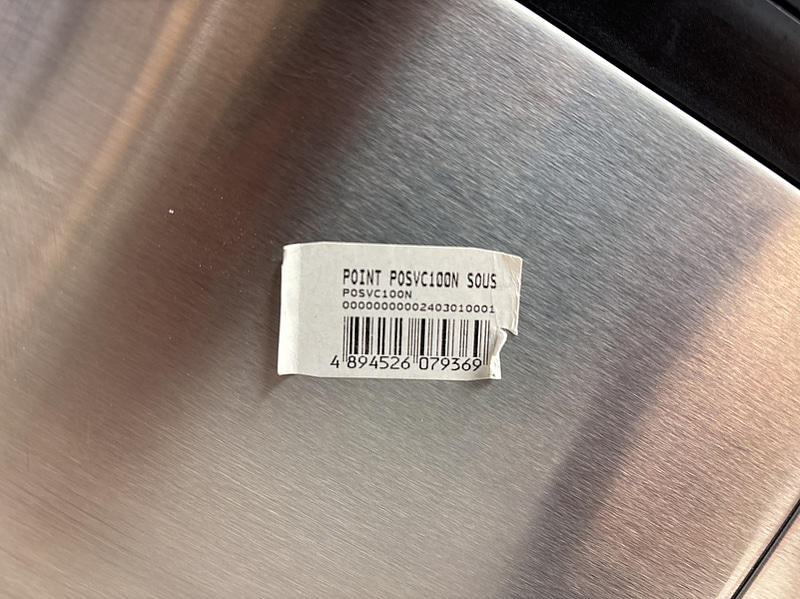 POINT POSVC100N SOUS
POSVC100N
00000000002403010001
4 894526 079369